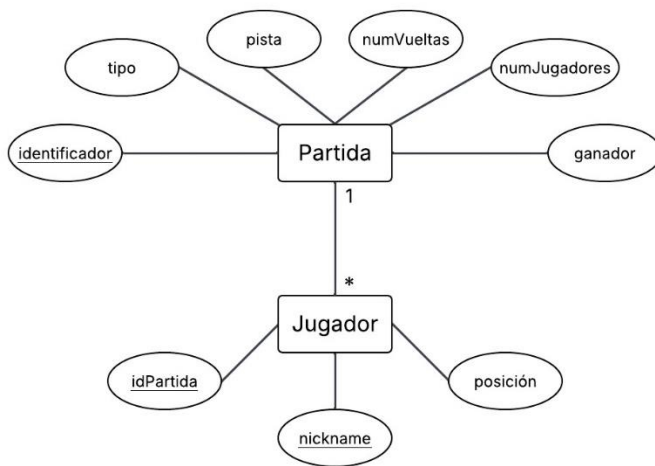 pista
numVueltas
tipo
numJugadores
identificador
Partida
ganador
1
*
Jugador
idPartida
posición
nickname